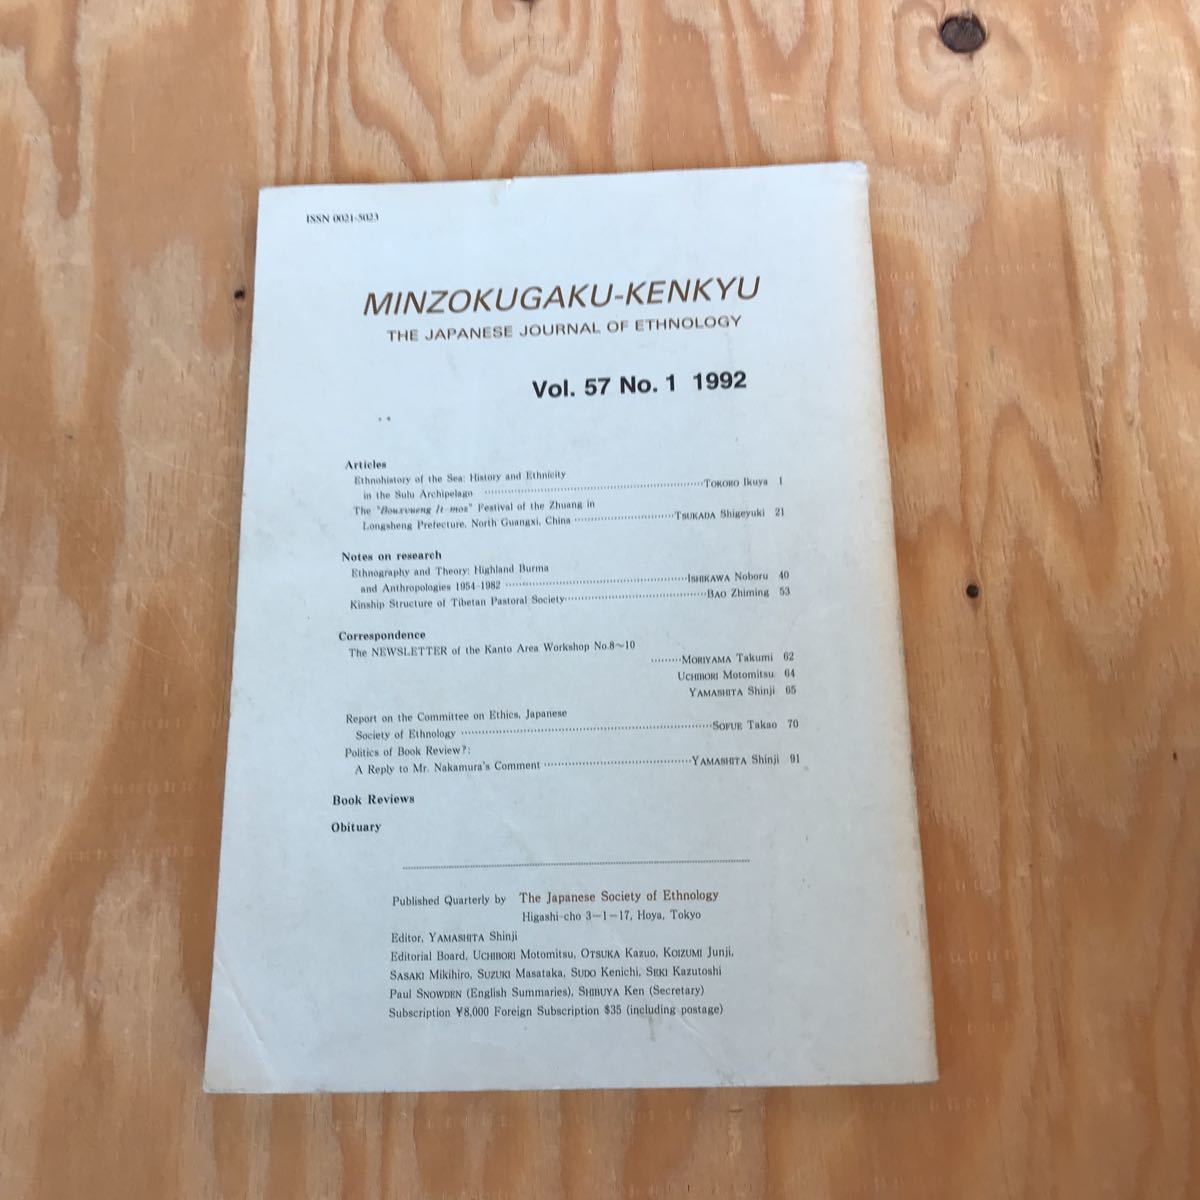 ISSN 0021-5023
MINZOKUGAKU-KENKYU
THE JAPANESE JOURNAL OF ETHNOLOGY
Vol. 57 No. 1 1992
Articles
Ethnohistory of the Sea: History and Ethnicity
in the Sulu Archipelago ........ TOKORO Ikuya 1
The " " Festival of the Zhuang in
Longsheng Prefecture, North Guangxi, China ........ TSUKADA Shigeyuki 21
Notes on research
Ethnography and Theory: Highland Burma
and Anthropologies 1954-1982 ........ ISHIKAWA Noboru 40
Kinship Structure of Tibetan Pastoral Society ........ BAO Zhiming 53
Correspondence
The NEWSLETTER of the Kanto Area Workshop No.8~10
........ MORIYAMA Takumi 62
UCHIBORI Motomitsu 64
YAMASHITA Shinji 65
Report on the Committee on Ethics, Japanese
Society of Ethnology ........ SOFUE Takao 70
Politics of Book Review?:
A Reply to Mr. Nakamura's Comment ........ YAMASHITA Shinji 91
Book Reviews
Obituary
Published Quarterly by The Japanese Society of Ethnology
Higashi-cho 3-1-17, Hoya, Tokyo
Editor, YAMASHITA Shinji
Editorial Board, UCHIBORI Motomitsu, OTSUKA Kazuo, KOIZUMI Junji,
SASAKI Mikihiro, SUZUKI Masataka, SUDO Kenichi, SEKI Kazutoshi
Paul SNOWDEN (English Summaries), SHIBUYA Ken (Secretary)
Subscription ¥8,000 Foreign Subscription $35 (including postage)